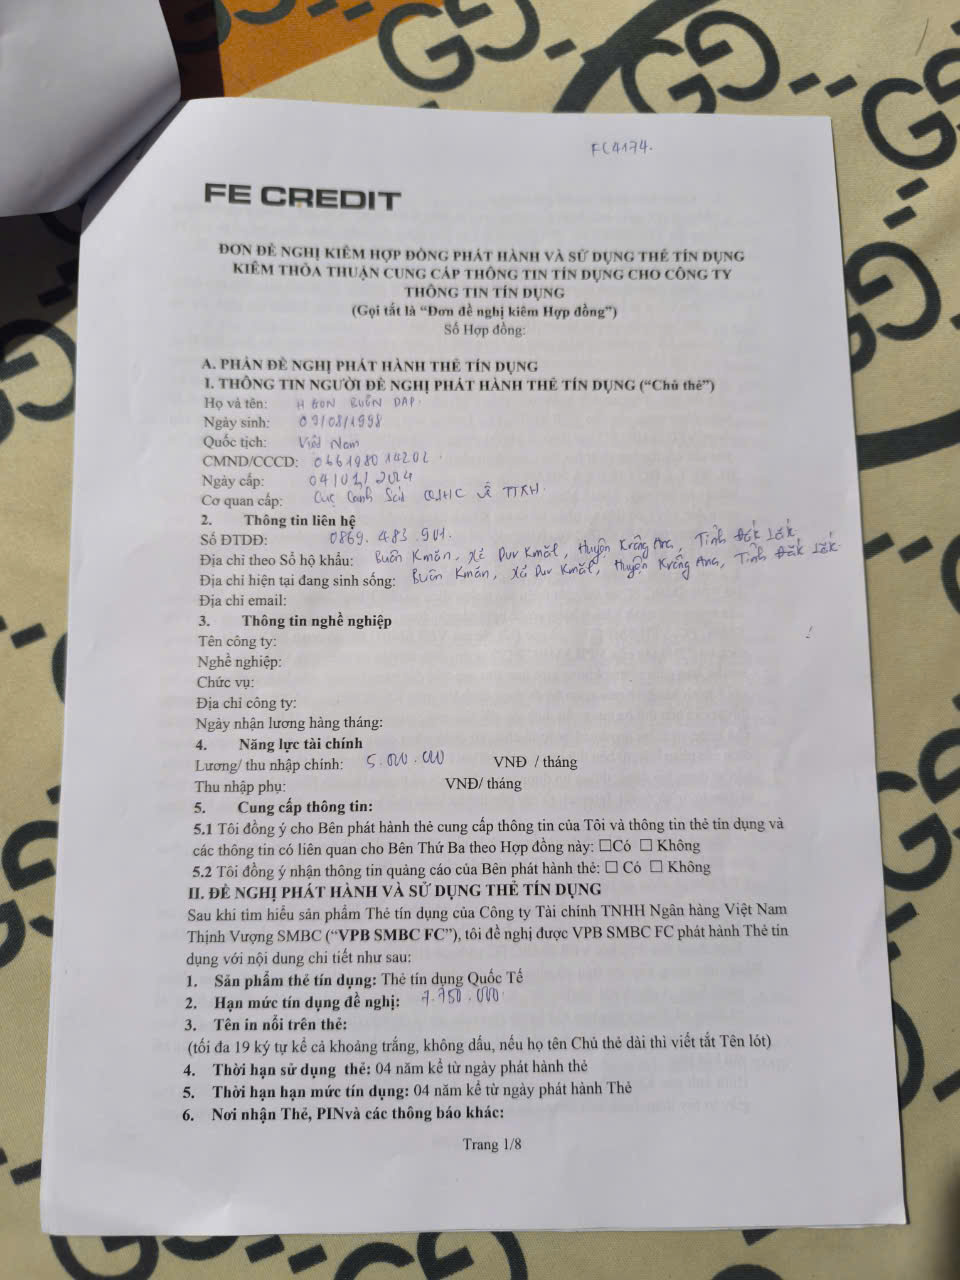 FC4174.
FE CREDIT
ĐƠN ĐỀ NGHỊ KIÊM HỢP ĐỒNG PHÁT HÀNH VÀ SỬ DỤNG THẺ TÍN DỤNG
KIÊM THỎA THUẬN CUNG CẤP THÔNG TIN TÍN DỤNG CHO CÔNG TY
THÔNG TIN TÍN DỤNG
(Gọi tắt là “Đơn đề nghị kiêm Hợp đồng”)
Số Hợp đồng:
A. PHẦN ĐỀ NGHỊ PHÁT HÀNH THẺ TÍN DỤNG
I. THÔNG TIN NGƯỜI ĐỀ NGHỊ PHÁT HÀNH THẺ TÍN DỤNG (“Chủ thẻ”)
Họ và tên: H BON BUÔN DAP.
Ngày sinh: 09/08/1998
Quốc tịch: Việt Nam
CMND/CCCD: 066198014202.
Ngày cấp: 04/01/2024
Cơ quan cấp: Cục Cảnh Sát QLHC về TTXH.
2. Thông tin liên hệ
Số ĐTDĐ: 0869.483.901.
Địa chỉ theo Sổ hộ khẩu: Buôn Kmăn, Xã Dur Kmăl, Huyện Krông Ana, Tỉnh Đắk Lắk.
Địa chỉ hiện tại đang sinh sống: Buôn Kmăn, Xã Dur Kmăl, Huyện Krông Ana, Tỉnh Đắk Lắk.
Địa chỉ email:
3. Thông tin nghề nghiệp
Tên công ty:
Nghề nghiệp:
Chức vụ:
Địa chỉ công ty:
Ngày nhận lương hàng tháng:
4. Năng lực tài chính
Lương/ thu nhập chính: 5.000.000 VNĐ / tháng
Thu nhập phụ: VNĐ/ tháng
5. Cung cấp thông tin:
5.1 Tôi đồng ý cho Bên phát hành thẻ cung cấp thông tin của Tôi và thông tin thẻ tín dụng và
các thông tin có liên quan cho Bên Thứ Ba theo Hợp đồng này: ☐Có ☐ Không
5.2 Tôi đồng ý nhận thông tin quảng cáo của Bên phát hành thẻ: ☐ Có ☐ Không
II. ĐỀ NGHỊ PHÁT HÀNH VÀ SỬ DỤNG THẺ TÍN DỤNG
Sau khi tìm hiểu sản phẩm Thẻ tín dụng của Công ty Tài chính TNHH Ngân hàng Việt Nam
Thịnh Vượng SMBC (“VPB SMBC FC”), tôi đề nghị được VPB SMBC FC phát hành Thẻ tín
dụng với nội dung chi tiết như sau:
1. Sản phẩm thẻ tín dụng: Thẻ tín dụng Quốc Tế
2. Hạn mức tín dụng đề nghị: 7.750.000.
3. Tên in nổi trên thẻ:
(tối đa 19 ký tự kể cả khoảng trắng, không dấu, nếu họ tên Chủ thẻ dài thì viết tắt Tên lót)
4. Thời hạn sử dụng thẻ: 04 năm kể từ ngày phát hành thẻ
5. Thời hạn hạn mức tín dụng: 04 năm kể từ ngày phát hành Thẻ
6. Nơi nhận Thẻ, PINvà các thông báo khác:
Trang 1/8